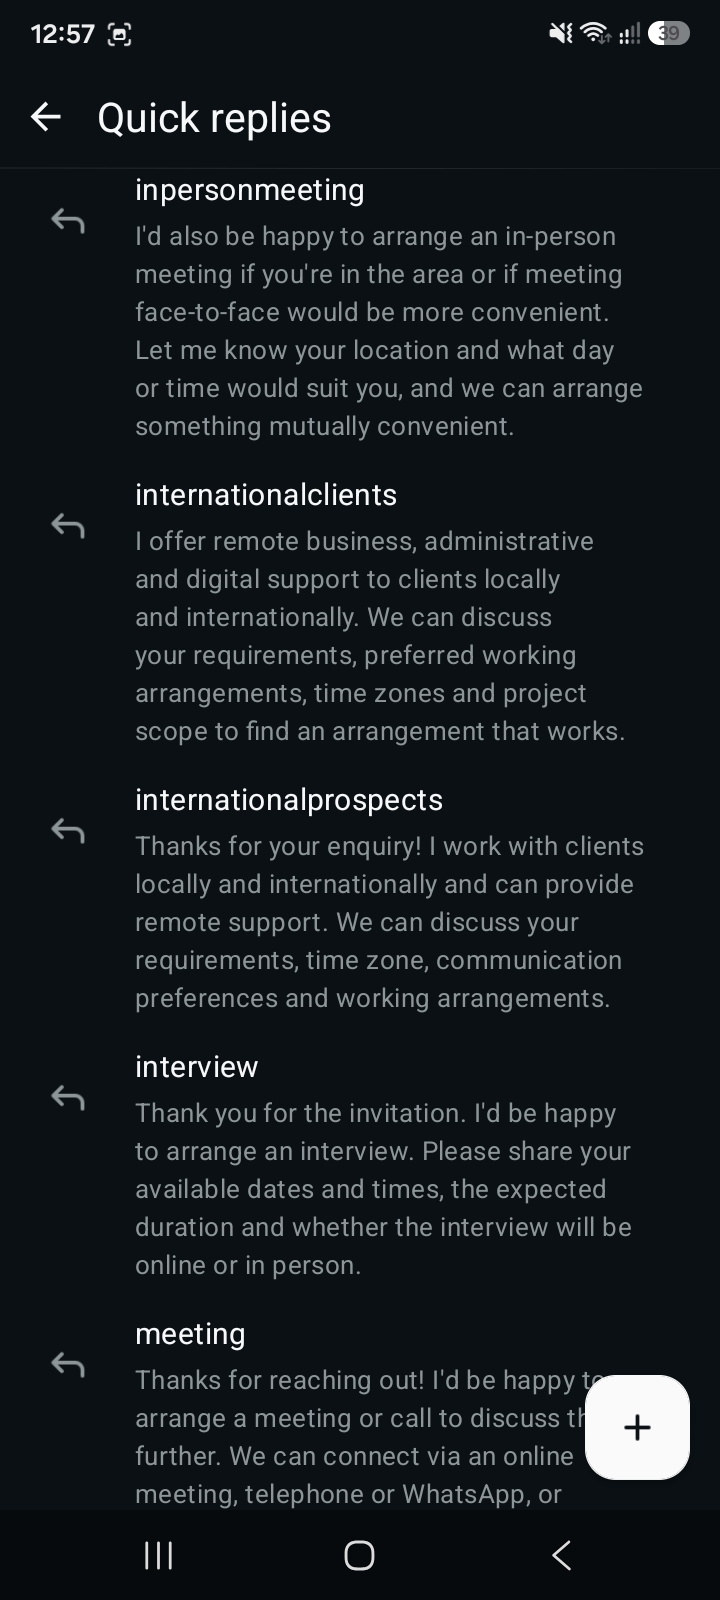 12:57
39
Quick replies
inpersonmeeting
I'd also be happy to arrange an in-person
meeting if you're in the area or if meeting
face-to-face would be more convenient.
Let me know your location and what day
or time would suit you, and we can arrange
something mutually convenient.
internationalclients
I offer remote business, administrative
and digital support to clients locally
and internationally. We can discuss
your requirements, preferred working
arrangements, time zones and project
scope to find an arrangement that works.
internationalprospects
Thanks for your enquiry! I work with clients
locally and internationally and can provide
remote support. We can discuss your
requirements, time zone, communication
preferences and working arrangements.
interview
Thank you for the invitation. I'd be happy
to arrange an interview. Please share your
available dates and times, the expected
duration and whether the interview will be
online or in person.
meeting
Thanks for reaching out! I'd be happy to
arrange a meeting or call to discuss
further. We can connect via an online
meeting, telephone or WhatsApp, or